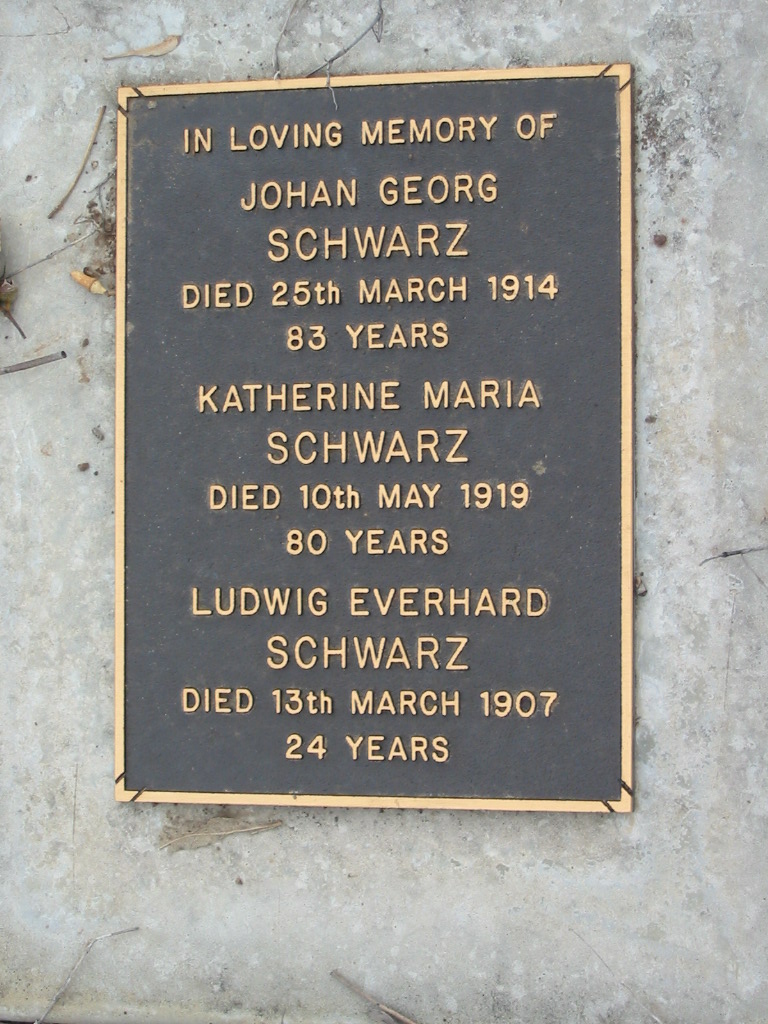 IN LOVING MEMORY OF
JOHAN GEORG
SCHWARZ
DIED 25th MARCH 1914
83 YEARS
KATHERINE MARIA
SCHWARZ
DIED 10th MAY 1919
80 YEARS
LUDWIG EVERHARD
SCHWARZ
DIED 13th MARCH 1907
24 YEARS